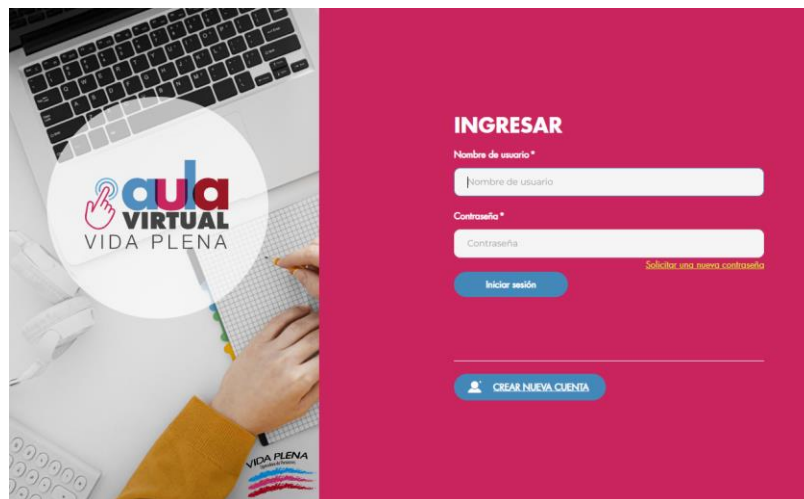 aula
VIRTUAL
VIDA PLENA
VIDA PLENA
INGRESAR
Nombre de usuario *
Nombre de usuario
Contraseña *
Contraseña
Solicitar una nueva contraseña
Iniciar sesión
CREAR NUEVA CUENTA